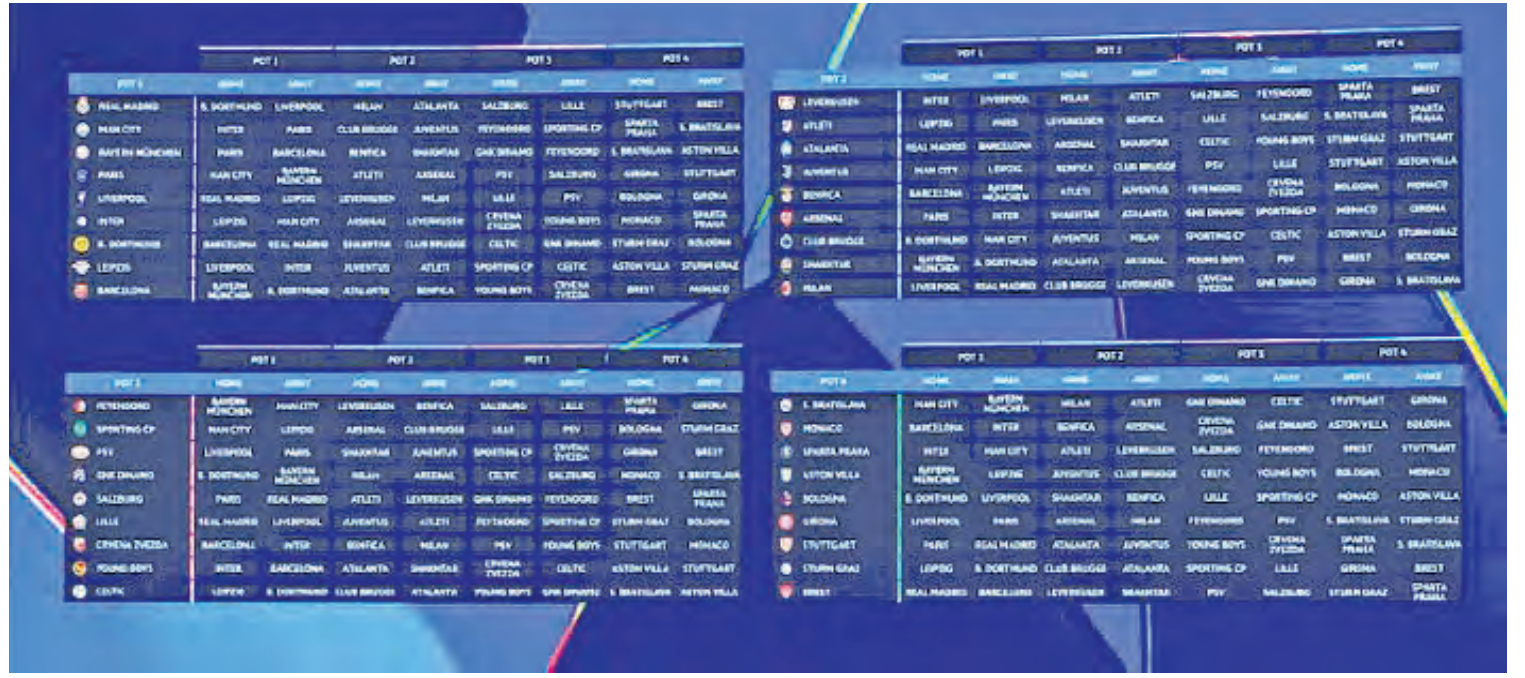 POT 1 POT 2 POT 3 POT 4
POT 1 HOME AWAY HOME AWAY HOME AWAY HOME AWAY
REAL MADRID B. DORTMUND LIVERPOOL MILAN ATALANTA SALZBURG LILLE STUTTGART BREST
MAN CITY INTER PARIS CLUB BRUGGE JUVENTUS FEYENOORD SPORTING CP SPARTA PRAHA S. BRATISLAVA
BAYERN MÜNCHEN PARIS BARCELONA BENFICA SHAKHTAR GNK DINAMO FEYENOORD S. BRATISLAVA ASTON VILLA
PARIS MAN CITY BAYERN MÜNCHEN ATLETI ARSENAL PSV SALZBURG GIRONA STUTTGART
LIVERPOOL REAL MADRID LEIPZIG LEVERKUSEN MILAN LILLE PSV BOLOGNA GIRONA
INTER LEIPZIG MAN CITY ARSENAL LEVERKUSEN CRVENA ZVEZDA YOUNG BOYS MONACO SPARTA PRAHA
B. DORTMUND BARCELONA REAL MADRID SHAKHTAR CLUB BRUGGE CELTIC GNK DINAMO STURM GRAZ BOLOGNA
LEIPZIG LIVERPOOL INTER JUVENTUS ATLETI SPORTING CP CELTIC ASTON VILLA STURM GRAZ
BARCELONA BAYERN MÜNCHEN B. DORTMUND ATALANTA BENFICA YOUNG BOYS CRVENA ZVEZDA BREST MONACO
POT 1 POT 2 POT 3 POT 4
POT 2 HOME AWAY HOME AWAY HOME AWAY HOME AWAY
LEVERKUSEN INTER LIVERPOOL MILAN ATLETI SALZBURG FEYENOORD SPARTA PRAHA BREST
ATLETI LEIPZIG PARIS LEVERKUSEN BENFICA LILLE SALZBURG S. BRATISLAVA SPARTA PRAHA
ATALANTA REAL MADRID BARCELONA ARSENAL SHAKHTAR CELTIC YOUNG BOYS STURM GRAZ STUTTGART
JUVENTUS MAN CITY LEIPZIG BENFICA CLUB BRUGGE PSV LILLE STUTTGART ASTON VILLA
BENFICA BARCELONA BAYERN MÜNCHEN ATLETI JUVENTUS FEYENOORD CRVENA ZVEZDA BOLOGNA MONACO
ARSENAL PARIS INTER SHAKHTAR ATALANTA GNK DINAMO SPORTING CP MONACO GIRONA
CLUB BRUGGE B. DORTMUND MAN CITY JUVENTUS MILAN SPORTING CP CELTIC ASTON VILLA STURM GRAZ
SHAKHTAR BAYERN MÜNCHEN B. DORTMUND ATALANTA ARSENAL YOUNG BOYS PSV BREST BOLOGNA
MILAN LIVERPOOL REAL MADRID CLUB BRUGGE LEVERKUSEN CRVENA ZVEZDA GNK DINAMO GIRONA S. BRATISLAVA
POT 1 POT 2 POT 3 POT 4
POT 3 HOME AWAY HOME AWAY HOME AWAY HOME AWAY
FEYENOORD BAYERN MÜNCHEN MAN CITY LEVERKUSEN BENFICA SALZBURG LILLE SPARTA PRAHA GIRONA
SPORTING CP MAN CITY LEIPZIG ARSENAL CLUB BRUGGE LILLE PSV BOLOGNA STURM GRAZ
PSV LIVERPOOL PARIS SHAKHTAR JUVENTUS SPORTING CP CRVENA ZVEZDA GIRONA BREST
GNK DINAMO B. DORTMUND BAYERN MÜNCHEN MILAN ARSENAL CELTIC SALZBURG MONACO S. BRATISLAVA
SALZBURG PARIS REAL MADRID ATLETI LEVERKUSEN GNK DINAMO FEYENOORD BREST SPARTA PRAHA
LILLE REAL MADRID LIVERPOOL JUVENTUS ATLETI FEYENOORD SPORTING CP STURM GRAZ BOLOGNA
CRVENA ZVEZDA BARCELONA INTER BENFICA MILAN PSV YOUNG BOYS STUTTGART MONACO
YOUNG BOYS INTER BARCELONA ATALANTA SHAKHTAR CRVENA ZVEZDA CELTIC ASTON VILLA STUTTGART
CELTIC LEIPZIG B. DORTMUND CLUB BRUGGE ATALANTA YOUNG BOYS GNK DINAMO S. BRATISLAVA ASTON VILLA
POT 1 POT 2 POT 3 POT 4
POT 4 HOME AWAY HOME AWAY HOME AWAY HOME AWAY
S. BRATISLAVA MAN CITY BAYERN MÜNCHEN MILAN ATLETI GNK DINAMO CELTIC STUTTGART GIRONA
MONACO BARCELONA INTER BENFICA ARSENAL CRVENA ZVEZDA GNK DINAMO ASTON VILLA BOLOGNA
SPARTA PRAHA INTER MAN CITY ATLETI LEVERKUSEN SALZBURG FEYENOORD BREST STUTTGART
ASTON VILLA BAYERN MÜNCHEN LEIPZIG JUVENTUS CLUB BRUGGE CELTIC YOUNG BOYS BOLOGNA MONACO
BOLOGNA B. DORTMUND LIVERPOOL SHAKHTAR BENFICA LILLE SPORTING CP MONACO ASTON VILLA
GIRONA LIVERPOOL PARIS ARSENAL MILAN FEYENOORD PSV S. BRATISLAVA STURM GRAZ
STUTTGART PARIS REAL MADRID ATALANTA JUVENTUS YOUNG BOYS CRVENA ZVEZDA SPARTA PRAHA S. BRATISLAVA
STURM GRAZ LEIPZIG B. DORTMUND CLUB BRUGGE ATALANTA SPORTING CP LILLE GIRONA BREST
BREST REAL MADRID BARCELONA LEVERKUSEN SHAKHTAR PSV SALZBURG STURM GRAZ SPARTA PRAHA